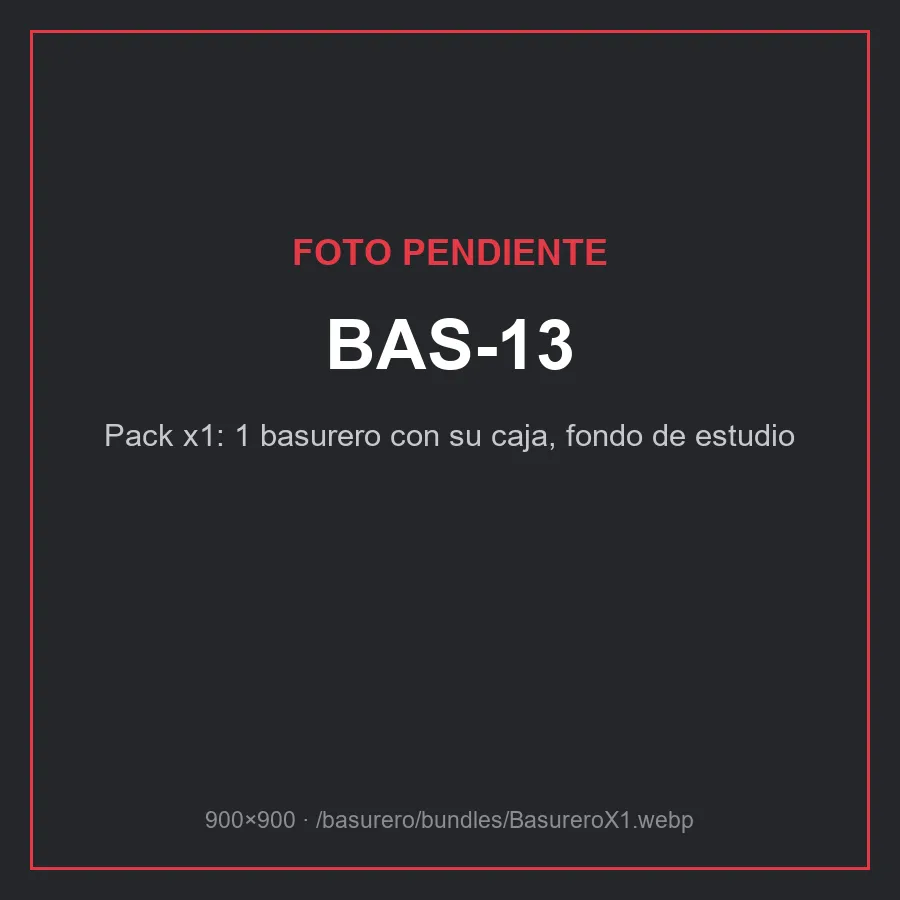 FOTO PENDIENTE
BAS-13
Pack x1: 1 basurero con su caja, fondo de estudio
900×900 · /basurero/bundles/BasureroX1.webp